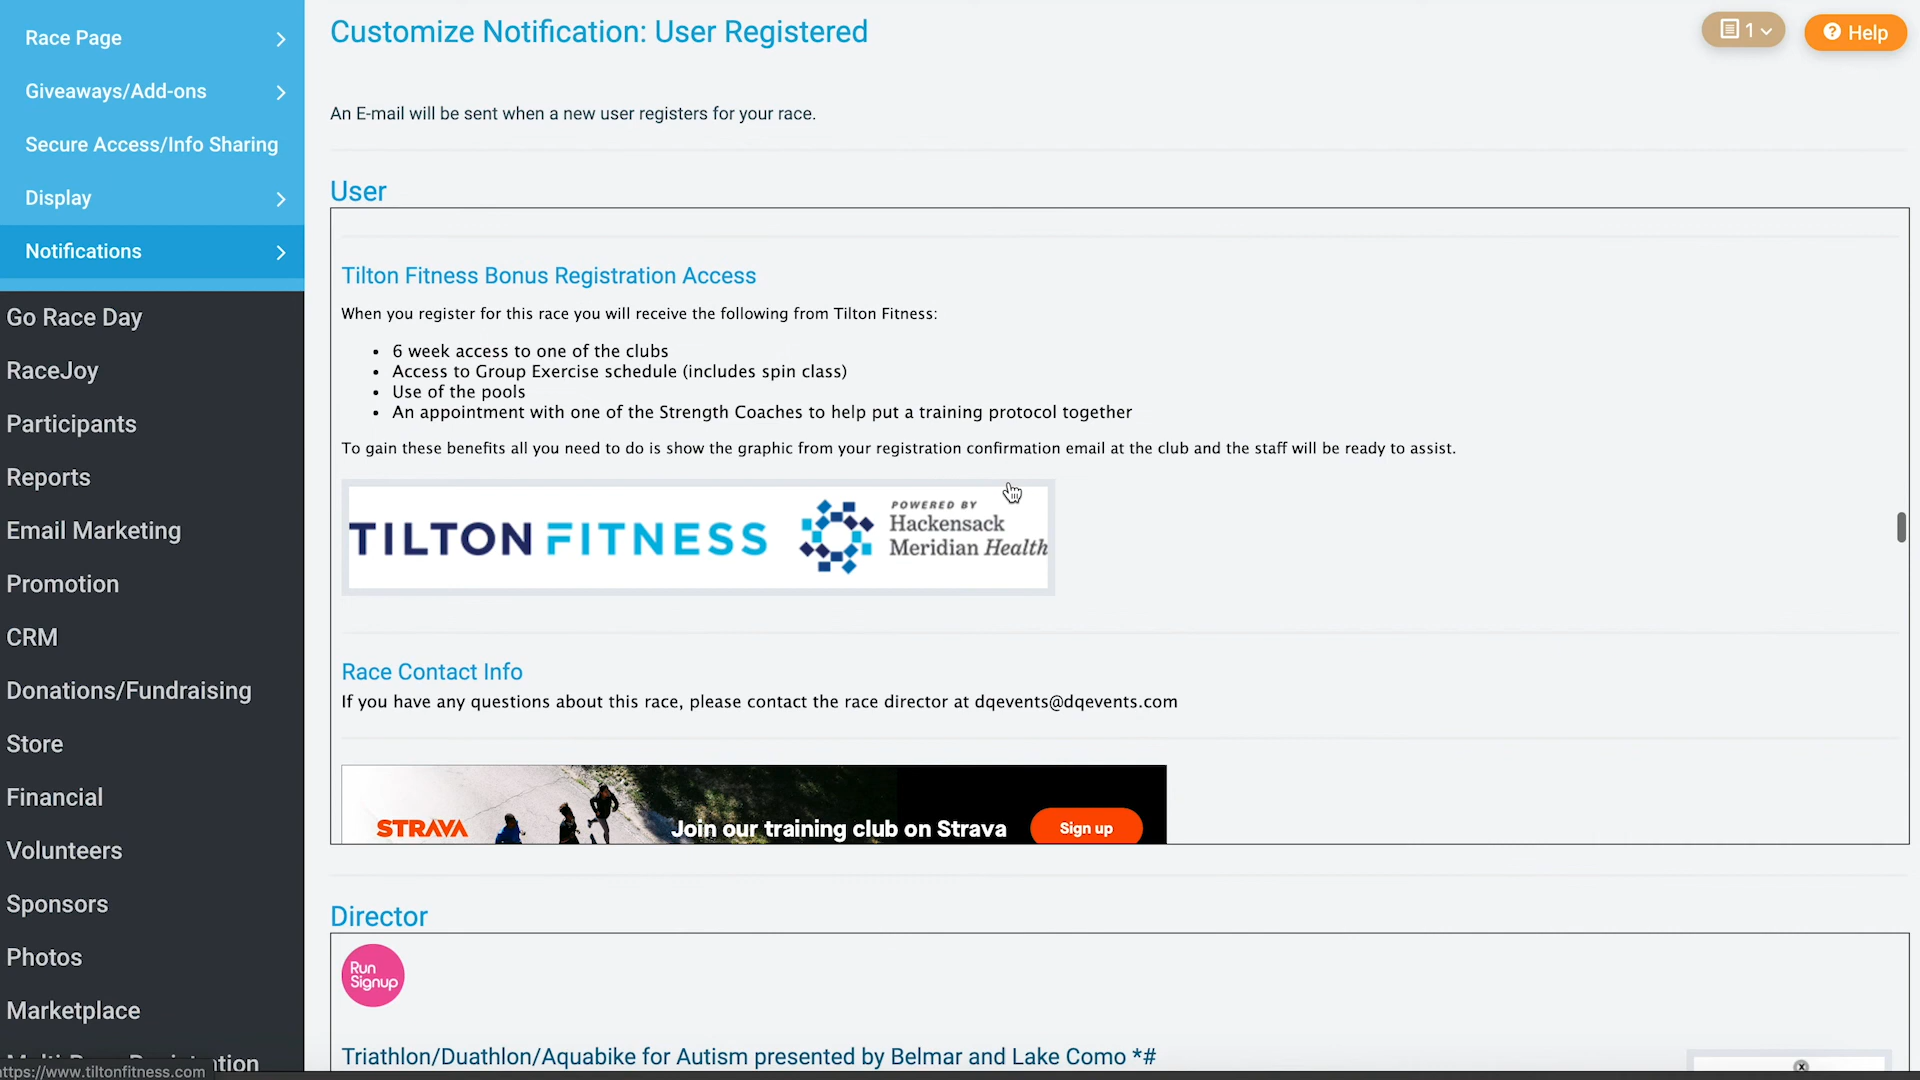 Race Page
Giveaways/Add-ons
Secure Access/Info Sharing
Display
Notifications
Go Race Day
RaceJoy
Participants
Reports
Email Marketing
Promotion
CRM
Donations/Fundraising
Store
Financial
Volunteers
Sponsors
Photos
Marketplace
https://www.tiltonfitness.com
Customize Notification: User Registered
1
Help
An E-mail will be sent when a new user registers for your race.
User
Tilton Fitness Bonus Registration Access
When you register for this race you will receive the following from Tilton Fitness:
• 6 week access to one of the clubs
• Access to Group Exercise schedule (includes spin class)
• Use of the pools
• An appointment with one of the Strength Coaches to help put a training protocol together
To gain these benefits all you need to do is show the graphic from your registration confirmation email at the club and the staff will be ready to assist.
TILTON FITNESS
POWERED BY
Hackensack
Meridian Health
Race Contact Info
If you have any questions about this race, please contact the race director at dqevents@dqevents.com
STRAVA Join our training club on Strava Sign up
Director
Run
Signup
Triathlon/Duathlon/Aquabike for Autism presented by Belmar and Lake Como *#
x